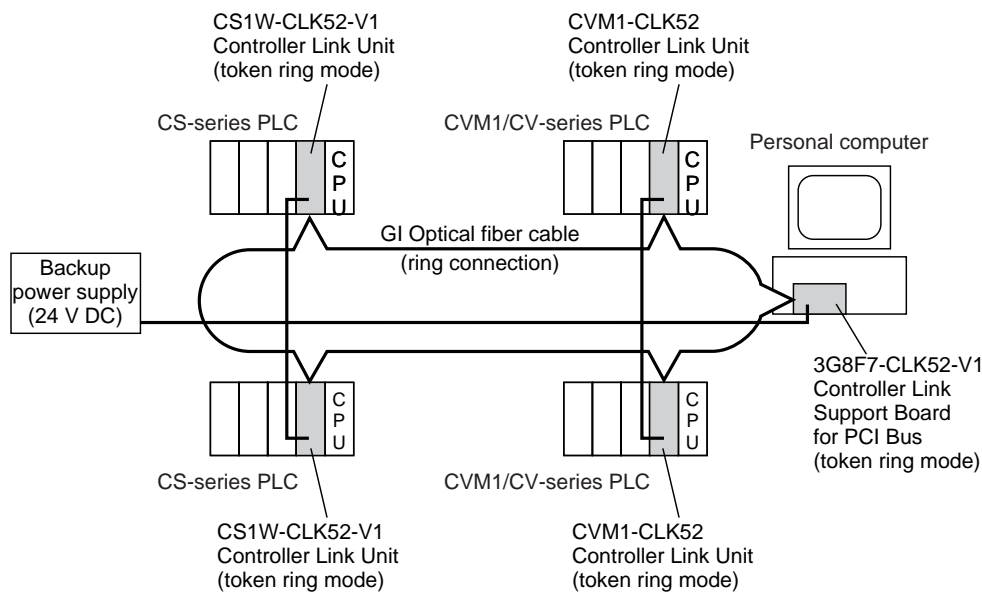 CS1W-CLK52-V1
Controller Link Unit
(token ring mode)
CVM1-CLK52
Controller Link Unit
(token ring mode)
CS-series PLC
CVM1/CV-series PLC
Personal computer
C
P
U
C
P
U
GI Optical fiber cable
(ring connection)
Backup
power supply
(24 V DC)
3G8F7-CLK52-V1
Controller Link
Support Board
for PCI Bus
(token ring mode)
C
P
U
C
P
U
CS-series PLC
CVM1/CV-series PLC
CS1W-CLK52-V1
Controller Link Unit
(token ring mode)
CVM1-CLK52
Controller Link Unit
(token ring mode)